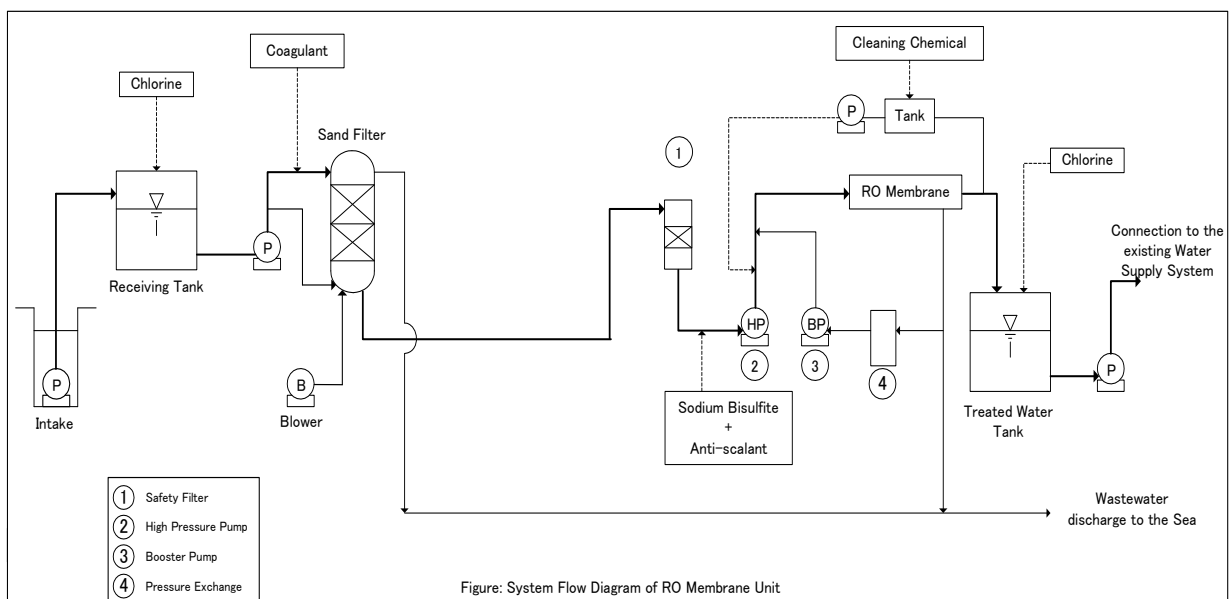 Cleaning Chemical
Coagulant
Chlorine
P
Tank
Sand Filter
1
Chlorine
RO Membrane
Connection to the
existing Water
Supply System
P
Receiving Tank
HP
BP
2
3
4
P
B
P
Intake
Blower
Sodium Bisulfite
+
Anti-scalant
Treated Water
Tank
Wastewater
discharge to the Sea
1 Safety Filter
2 High Pressure Pump
3 Booster Pump
4 Pressure Exchange
Figure: System Flow Diagram of RO Membrane Unit